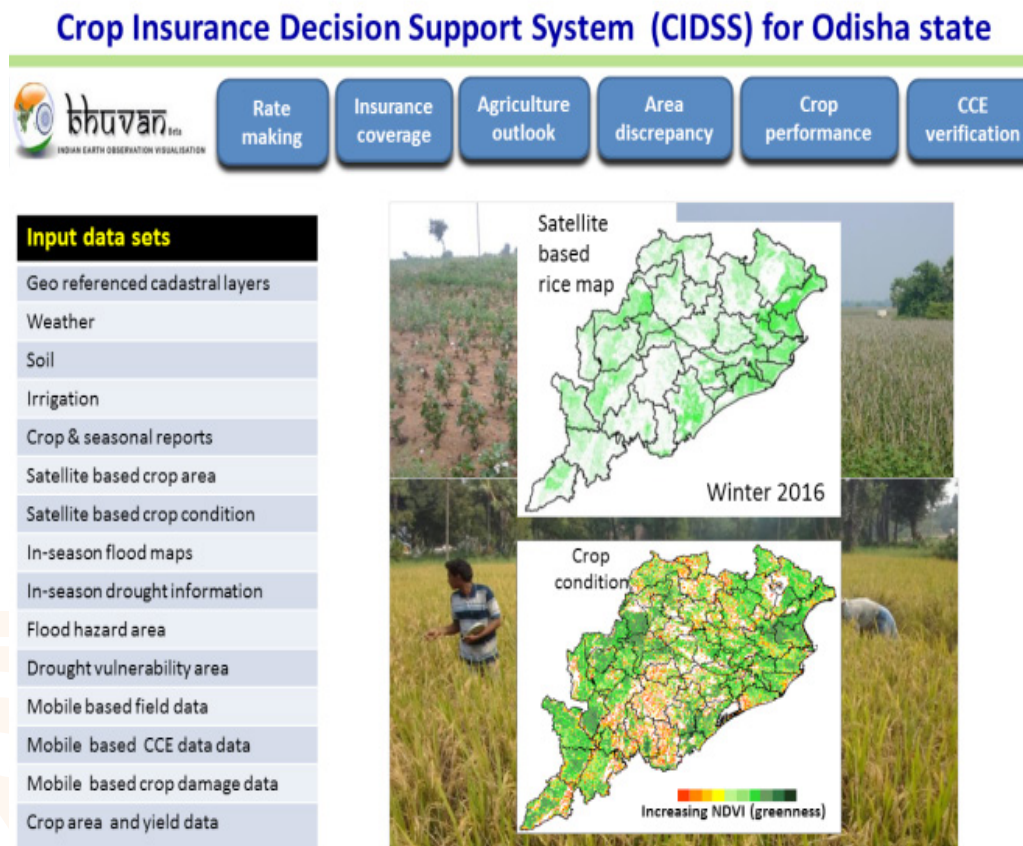 Crop Insurance Decision Support System (CIDSS) for Odisha state
bhuvan Beta
INDIAN EARTH OBSERVATION VISUALISATION
Rate
making
Insurance
coverage
Agriculture
outlook
Area
discrepancy
Crop
performance
CCE
verification
Input data sets
Geo referenced cadastral layers
Weather
Soil
Irrigation
Crop & seasonal reports
Satellite based crop area
Satellite based crop condition
In-season flood maps
In-season drought information
Flood hazard area
Drought vulnerability area
Mobile based field data
Mobile based CCE data data
Mobile based crop damage data
Crop area and yield data
Satellite
based
rice map
Winter 2016
Crop
condition
Increasing NDVI (greenness)